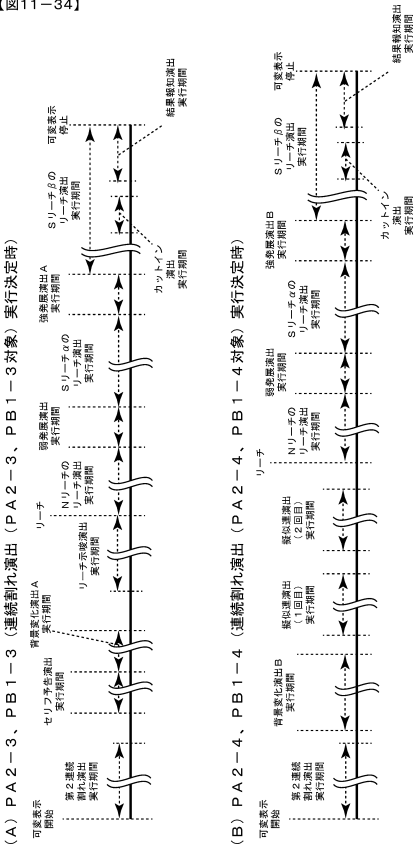 【図11－34】
（A）PA2－3、PB1－3（連続割れ演出（PA2－3、PB1－3対象）実行決定時）
可変表示
開始
第2連続
割れ演出
実行期間
セリフ予告演出
実行期間
背景変化演出A
実行期間
リーチ示唆演出
実行期間
リーチ
Nリーチの
リーチ演出
実行期間
弱発展演出
実行期間
Sリーチαの
リーチ演出
実行期間
強発展演出A
実行期間
Sリーチβの
リーチ演出
実行期間
カットイン
演出
実行期間
可変表示
停止
結果報知演出
実行期間
（B）PA2－4、PB1－4（連続割れ演出（PA2－4、PB1－4対象）実行決定時）
可変表示
開始
第2連続
割れ演出
実行期間
背景変化演出B
実行期間
擬似連演出
（1回目）
実行期間
擬似連演出
（2回目）
実行期間
リーチ
Nリーチの
リーチ演出
実行期間
弱発展演出
実行期間
Sリーチαの
リーチ演出
実行期間
強発展演出B
実行期間
Sリーチβの
リーチ演出
実行期間
カットイン
演出
実行期間
可変表示
停止
結果報知演出
実行期間